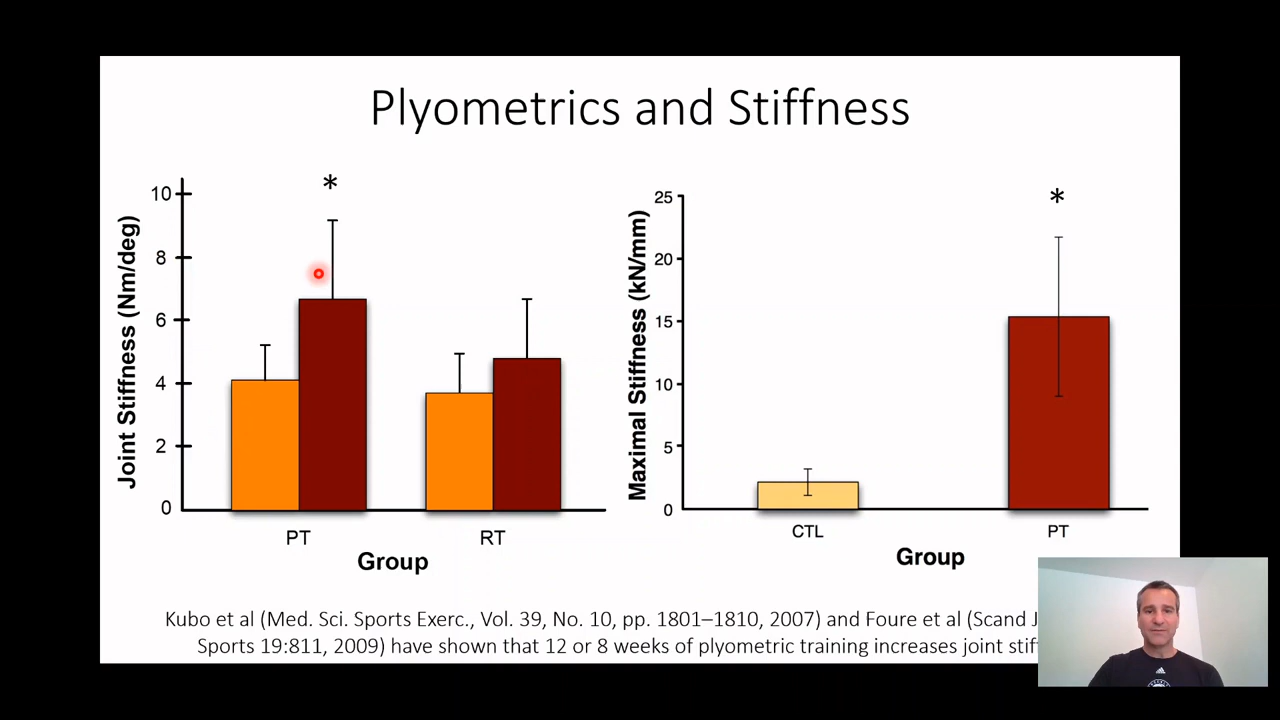 Plyometrics and Stiffness
*
10
8
6
4
2
0
Joint Stiffness (Nm/deg)
PT
RT
Group
*
25
20
15
10
5
0
Maximal Stiffness (kN/mm)
CTL
PT
Group
Kubo et al (Med. Sci. Sports Exerc., Vol. 39, No. 10, pp. 1801–1810, 2007) and Foure et al (Scand
Sports 19:811, 2009) have shown that 12 or 8 weeks of plyometric training increases joint